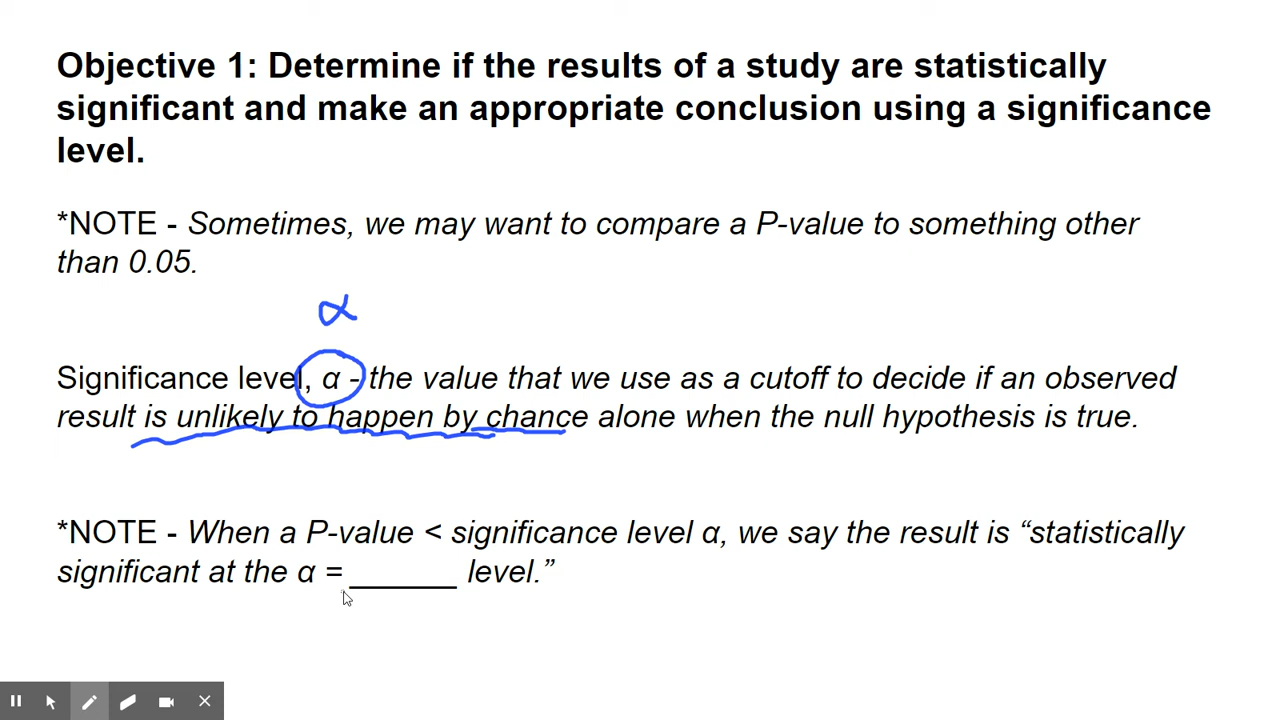 Objective 1: Determine if the results of a study are statistically
significant and make an appropriate conclusion using a significance
level.
*NOTE - Sometimes, we may want to compare a P-value to something other
than 0.05.
α
Significance level, α - the value that we use as a cutoff to decide if an observed
result is unlikely to happen by chance alone when the null hypothesis is true.
*NOTE - When a P-value < significance level α, we say the result is “statistically
significant at the α = ______ level.”